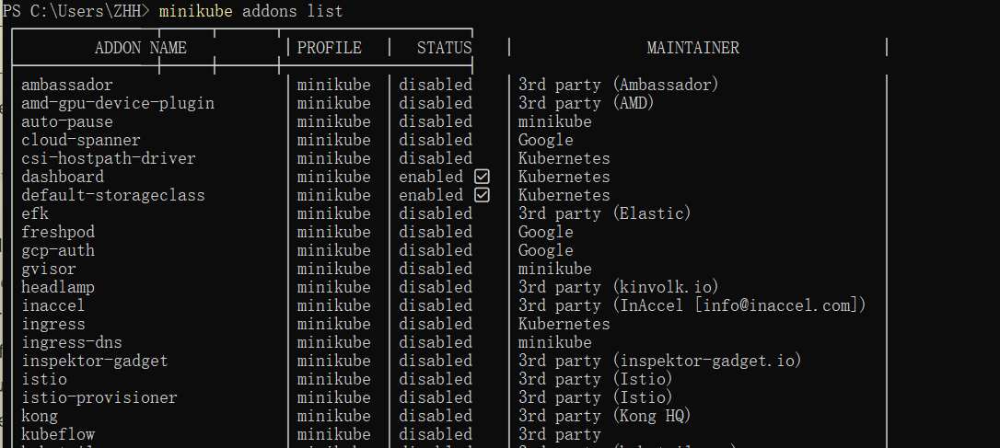 PS C:\Users\ZHH> minikube addons list
ADDON NAME | PROFILE | STATUS | MAINTAINER |
ambassador | minikube | disabled | 3rd party (Ambassador)
amd-gpu-device-plugin | minikube | disabled | 3rd party (AMD)
auto-pause | minikube | disabled | minikube
cloud-spanner | minikube | disabled | Google
csi-hostpath-driver | minikube | disabled | Kubernetes
dashboard | minikube | enabled ☑ | Kubernetes
default-storageclass | minikube | enabled ☑ | Kubernetes
efk | minikube | disabled | 3rd party (Elastic)
freshpod | minikube | disabled | Google
gcp-auth | minikube | disabled | Google
gvisor | minikube | disabled | minikube
headlamp | minikube | disabled | 3rd party (kinvolk.io)
inaccel | minikube | disabled | 3rd party (InAccel [info@inaccel.com])
ingress | minikube | disabled | Kubernetes
ingress-dns | minikube | disabled | minikube
inspektor-gadget | minikube | disabled | 3rd party (inspektor-gadget.io)
istio | minikube | disabled | 3rd party (Istio)
istio-provisioner | minikube | disabled | 3rd party (Istio)
kong | minikube | disabled | 3rd party (Kong HQ)
kubeflow | minikube | disabled | 3rd party